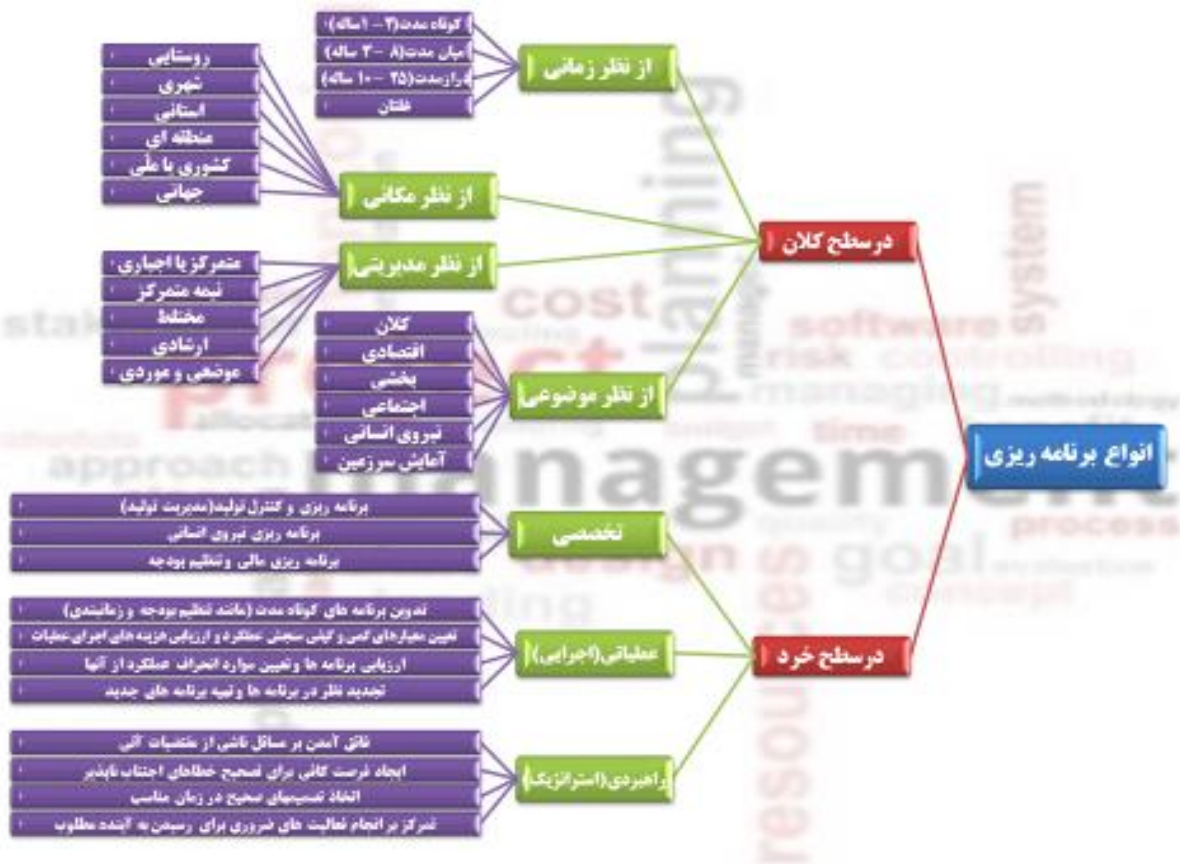 انواع برنامه ریزی
درسطح کلان
از نظر زمانی
کوتاه مدت(۲- ۱ساله)
میان مدت(۸ -۳ ساله)
درازمدت(۲۵ -۱۰ ساله)
غلتان
از نظر مکانی
روستایی
شهری
استانی
منطقه ای
کشوری یا ملّی
جهانی
از نظر مدیریتی
متمرکز یا اجباری
نیمه متمرکز
مختلط
ارشادی
موضعی و موردی
از نظر موضوعی
کلان
اقتصادی
بخشی
اجتماعی
نیروی انسانی
آمایش سرزمین
درسطح خرد
تخصصی
برنامه ریزی و کنترل تولید(مدیریت تولید)
برنامه ریزی نیروی انسانی
برنامه ریزی مالی وتنظیم بودجه
عملیاتی(اجرایی)
تدوین برنامه های کوتاه مدت (مانند تنظیم بودجه و زمانبندی)
تعیین معیارهای کمی و کیفی سنجش عملکرد و ارزیابی هزینه های اجرای عملیات
ارزیابی برنامه ها وتعیین موارد انحراف عملکرد از آنها
تجدید نظر در برنامه ها وتهیه برنامه های جدید
راهبردی(استراتژیک)
فائق آمدن بر مسائل ناشی از مقتضیات آتی
ایجاد فرصت کافی برای تصحیح خطاهای اجتناب ناپذیر
اتخاذ تصمیمهای صحیح در زمان مناسب
تمرکز بر انجام فعالیت های ضروری برای رسیدن به آینده مطلوب
planning
system
cost
software
risk controlling
managing
time
approach
management
process
design
goal
concept
resources